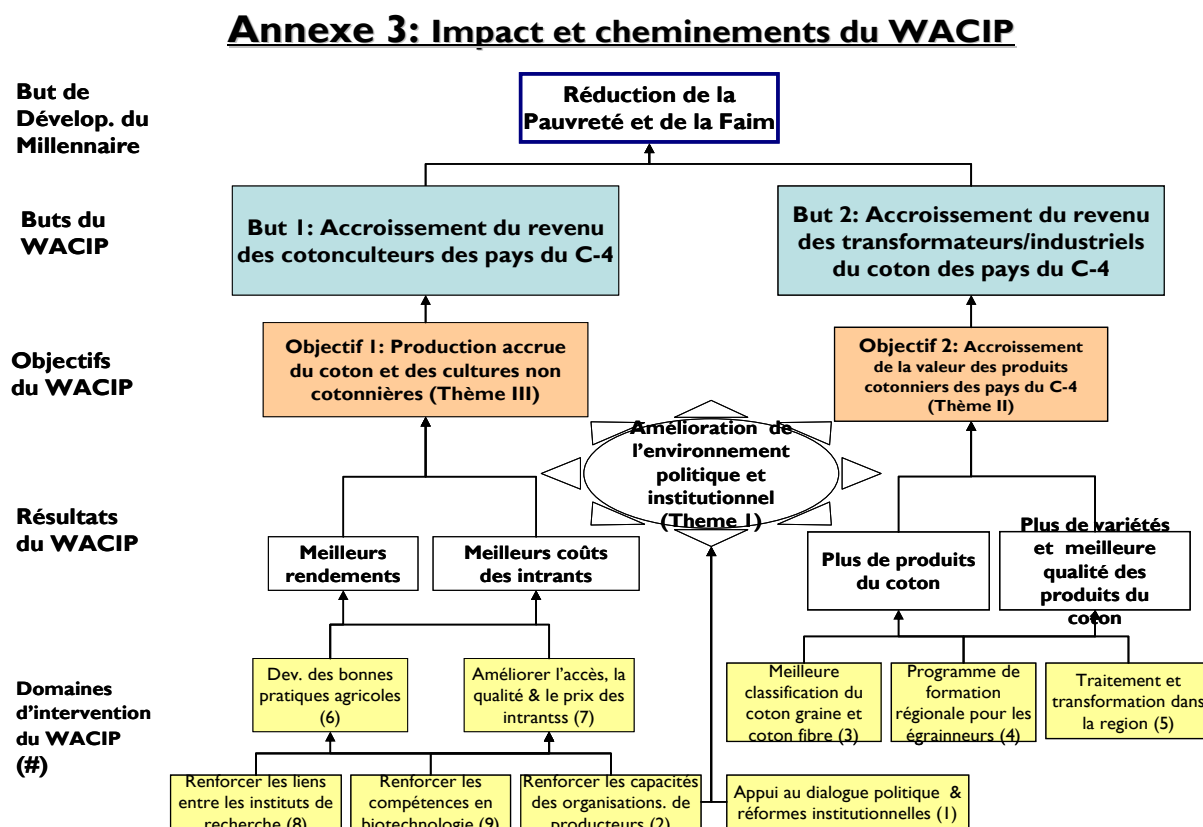 Annexe 3: Impact et cheminements du WACIP
But de
Dévelop. du
Millennaire
Réduction de la
Pauvreté et de la Faim
Buts du
WACIP
But 1: Accroissement du revenu
des cotonculteurs des pays du C-4
But 2: Accroissement du revenu
des transformateurs/industriels
du coton des pays du C-4
Objectifs
du WACIP
Objectif 1: Production accrue
du coton et des cultures non
cotonnières (Thème III)
Objectif 2: Accroissement
de la valeur des produits
cotonniers des pays du C-4
(Thème II)
Amélioration de
l'environnement
politique et
institutionnel
(Theme 1)
Résultats
du WACIP
Meilleurs
rendements
Meilleurs coûts
des intrants
Plus de produits
du coton
Plus de variétés
et meilleure
qualité des
produits du
coton
Domaines
d'intervention
du WACIP
(#)
Dev. des bonnes
pratiques agricoles
(6)
Améliorer l'accès, la
qualité & le prix des
intrantss (7)
Meilleure
classification du
coton graine et
coton fibre (3)
Programme de
formation
régionale pour les
égrainneurs (4)
Traitement et
transformation dans
la region (5)
Renforcer les liens
entre les instituts de
recherche (8)
Renforcer les
compétences en
biotechnologie (9)
Renforcer les capacités
des organisations. de
producteurs (2)
Appui au dialogue politique &
réformes institutionnelles (1)